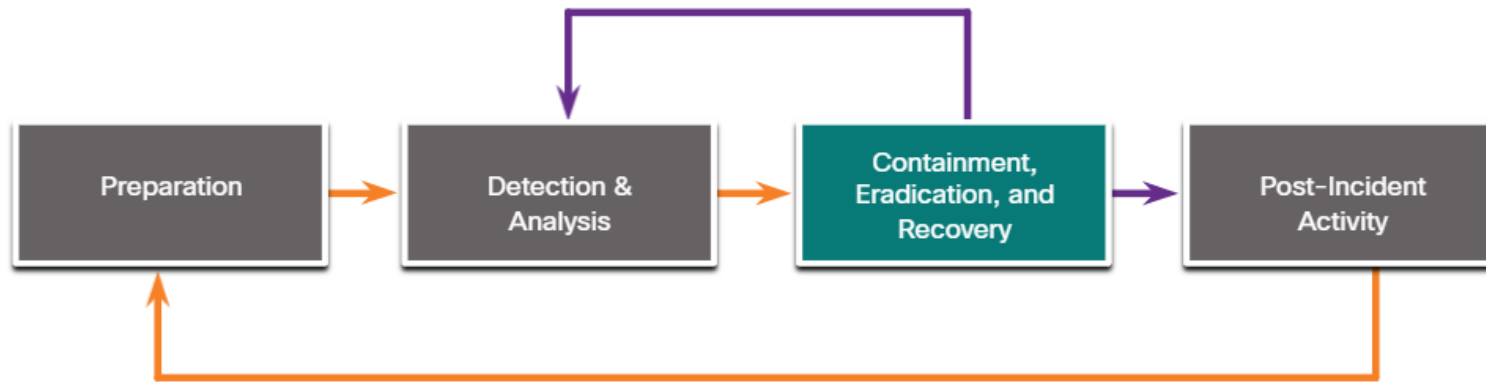 Preparation
Detection &
Analysis
Containment,
Eradication, and
Recovery
Post-Incident
Activity